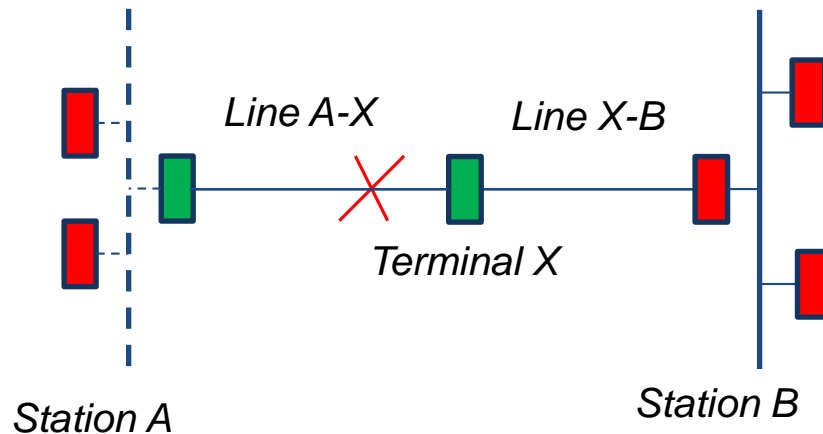 Line A-X
Line X-B
Terminal X
Station A
Station B